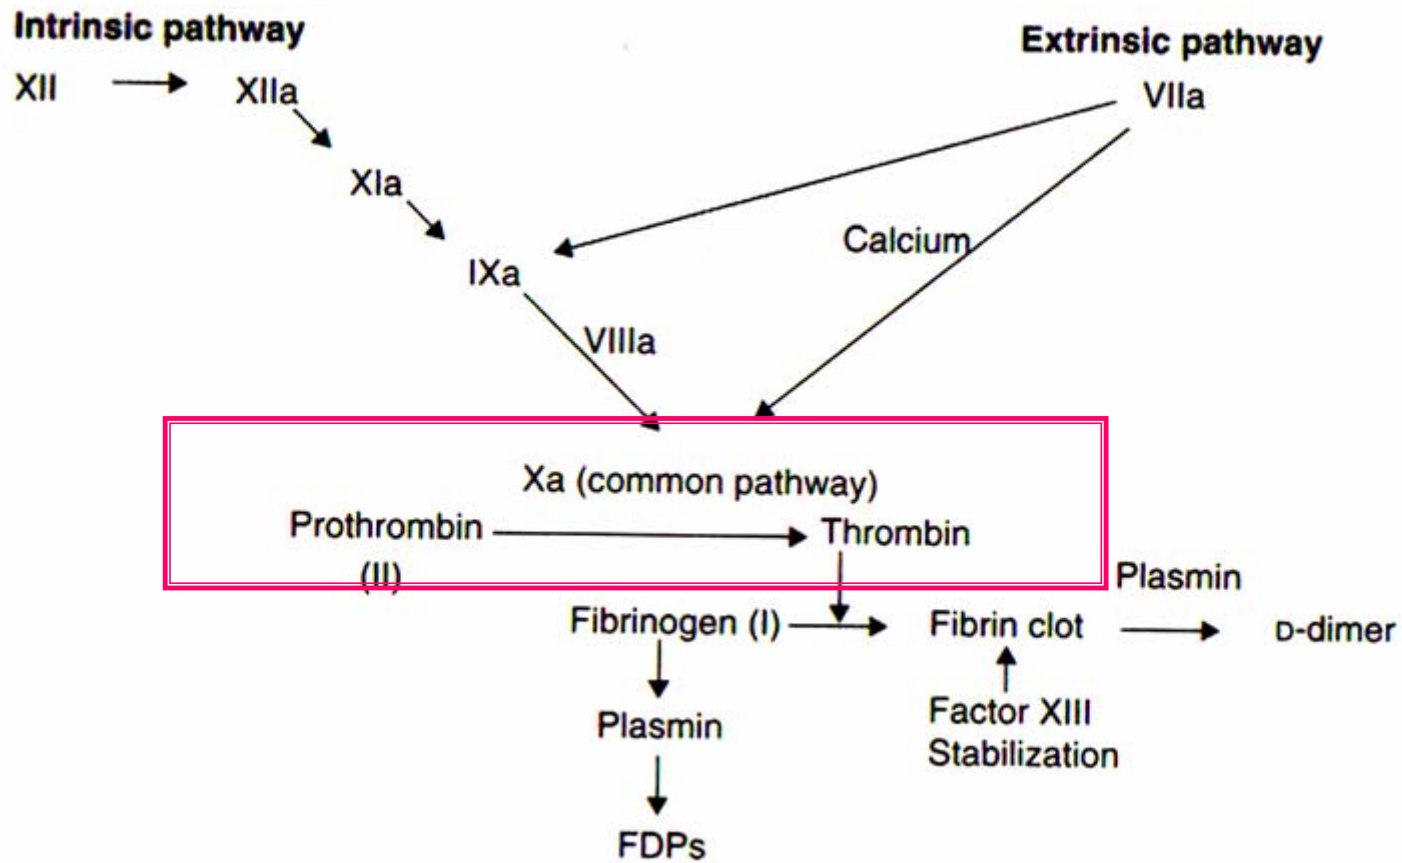 Intrinsic pathway
Extrinsic pathway
XII
XIIa
VIIa
XIa
Calcium
IXa
VIIIa
Xa (common pathway)
Prothrombin
Thrombin
(II)
Plasmin
Fibrinogen (I)
Fibrin clot
D-dimer
Plasmin
Factor XIII
Stabilization
FDPs